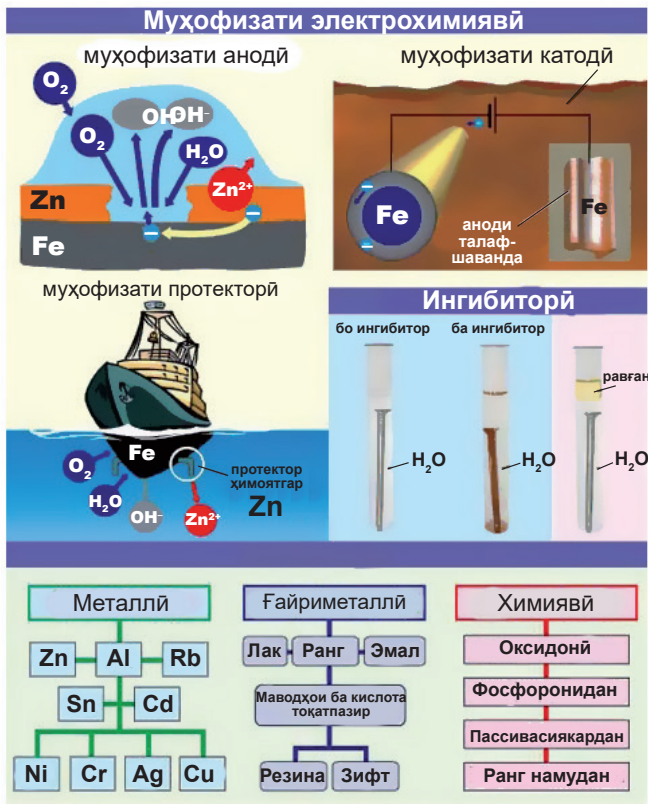 Муҳофизати электрохимиявӣ
муҳофизати анодӣ
O₂
O₂
OH
OH⁻
H₂O
Zn²⁺
Zn
Fe
муҳофизати катодӣ
Fe
Fe
аноди
талаф-
шаванда
муҳофизати протекторӣ
Fe
O₂
H₂O
OH⁻
Zn²⁺
протектор
ҳимоятгар
Zn
Ингибиторӣ
бо ингибитор
ба ингибитор
равған
H₂O
H₂O
H₂O
Металлӣ
Zn Al Rb
Sn Cd
Ni Cr Ag Cu
Ғайриметаллӣ
Лак Ранг Эмал
Маводҳои ба кислота
тоқатпазир
Резина Зифт
Химиявӣ
Оксидонӣ
Фосфоронидан
Пассивасиякардан
Ранг намудан